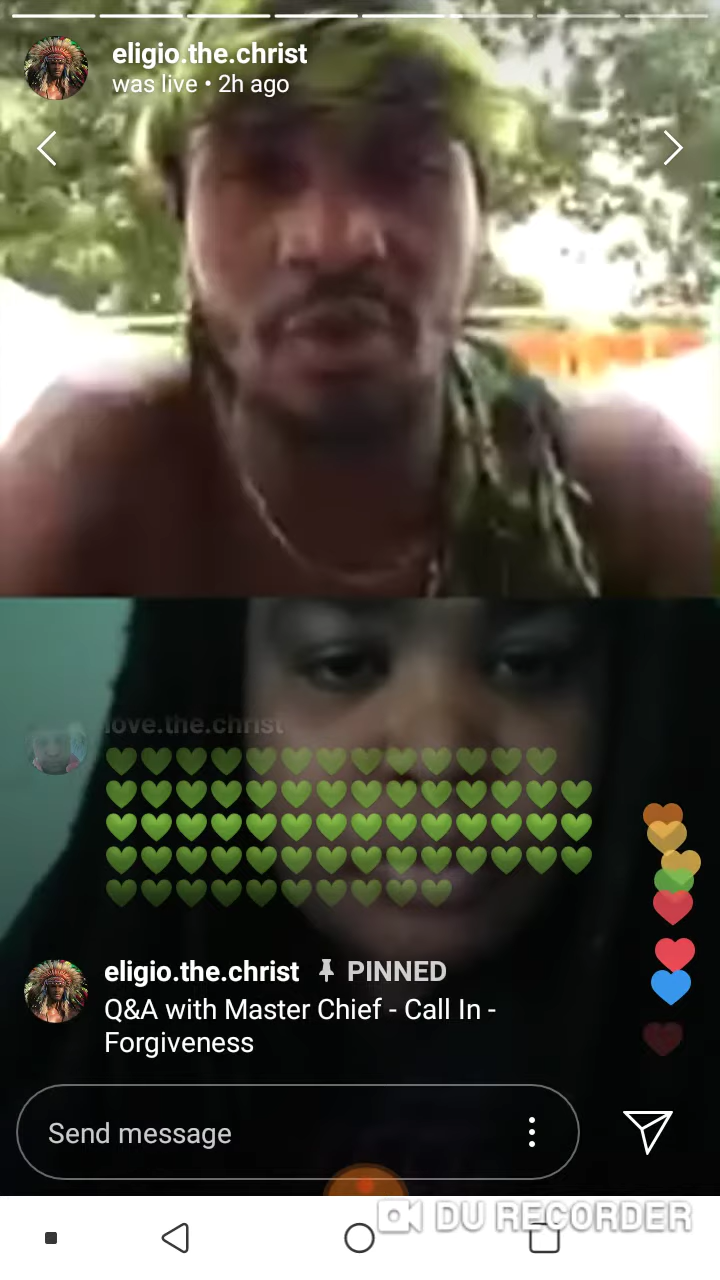 eligio.the.christ
was live • 2h ago
love.the.christ
💚💚💚💚💚💚💚💚💚💚💚💚💚
💚💚💚💚💚💚💚💚💚💚💚💚💚💚
💚💚💚💚💚💚💚💚💚💚💚💚💚💚
💚💚💚💚💚💚💚💚💚💚💚💚💚💚
💚💚💚💚💚💚💚💚💚💚
eligio.the.christ 📌 PINNED
Q&A with Master Chief - Call In -
Forgiveness
Send message
DU RECORDER